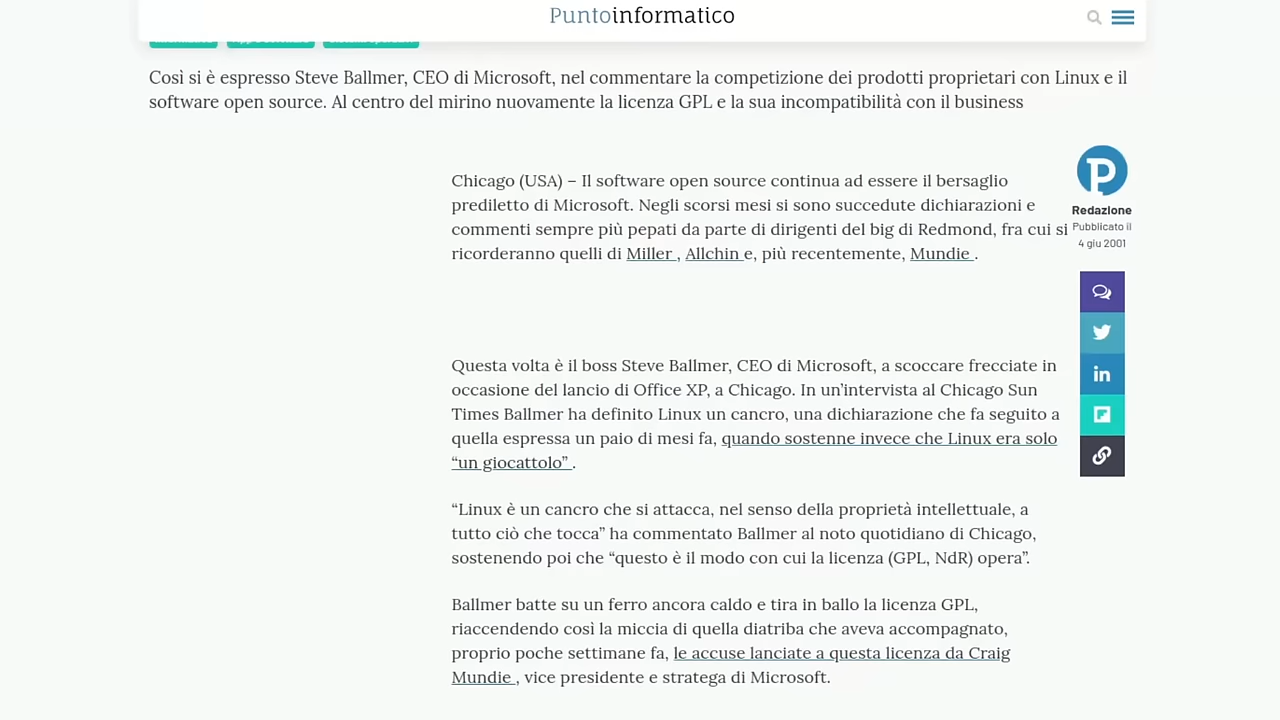 Puntoinformatico
Così si è espresso Steve Ballmer, CEO di Microsoft, nel commentare la competizione dei prodotti proprietari con Linux e il
software open source. Al centro del mirino nuovamente la licenza GPL e la sua incompatibilità con il business
Chicago (USA) – Il software open source continua ad essere il bersaglio
prediletto di Microsoft. Negli scorsi mesi si sono succedute dichiarazioni e
commenti sempre più pepati da parte di dirigenti del big di Redmond, fra cui si
ricorderanno quelli di Miller , Allchin e, più recentemente, Mundie .
Redazione
Pubblicato il
4 giu 2001
Questa volta è il boss Steve Ballmer, CEO di Microsoft, a scoccare frecciate in
occasione del lancio di Office XP, a Chicago. In un’intervista al Chicago Sun
Times Ballmer ha definito Linux un cancro, una dichiarazione che fa seguito a
quella espressa un paio di mesi fa, quando sostenne invece che Linux era solo
“un giocattolo” .
“Linux è un cancro che si attacca, nel senso della proprietà intellettuale, a
tutto ciò che tocca” ha commentato Ballmer al noto quotidiano di Chicago,
sostenendo poi che “questo è il modo con cui la licenza (GPL, NdR) opera”.
Ballmer batte su un ferro ancora caldo e tira in ballo la licenza GPL,
riaccendendo così la miccia di quella diatriba che aveva accompagnato,
proprio poche settimane fa, le accuse lanciate a questa licenza da Craig
Mundie , vice presidente e stratega di Microsoft.